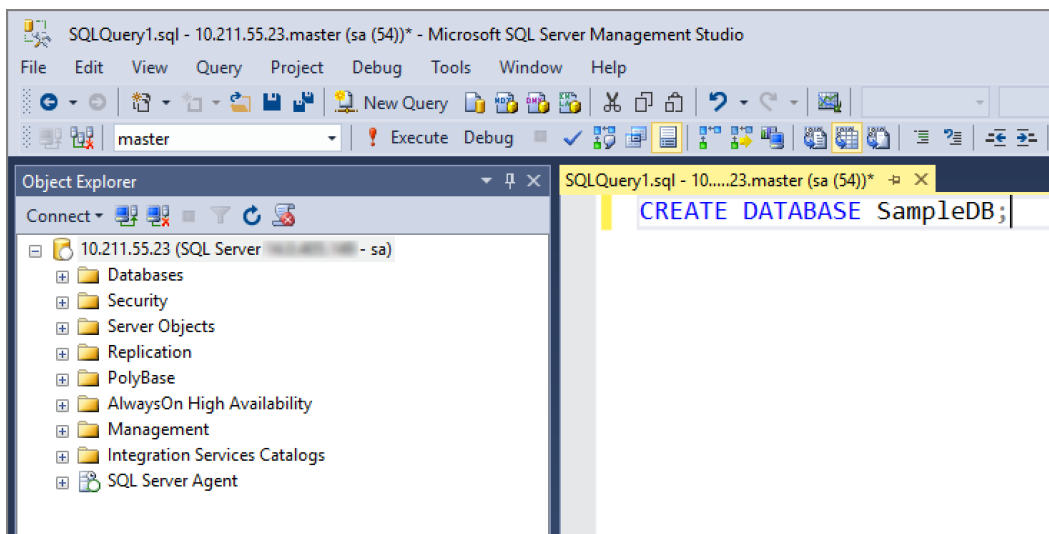 SQLQuery1.sql - 10.211.55.23.master (sa (54))* - Microsoft SQL Server Management Studio
File Edit View Query Project Debug Tools Window Help
New Query
master Execute Debug
Object Explorer
SQLQuery1.sql - 10.....23.master (sa (54))*
Connect
CREATE DATABASE SampleDB;
10.211.55.23 (SQL Server - sa)
Databases
Security
Server Objects
Replication
PolyBase
AlwaysOn High Availability
Management
Integration Services Catalogs
SQL Server Agent